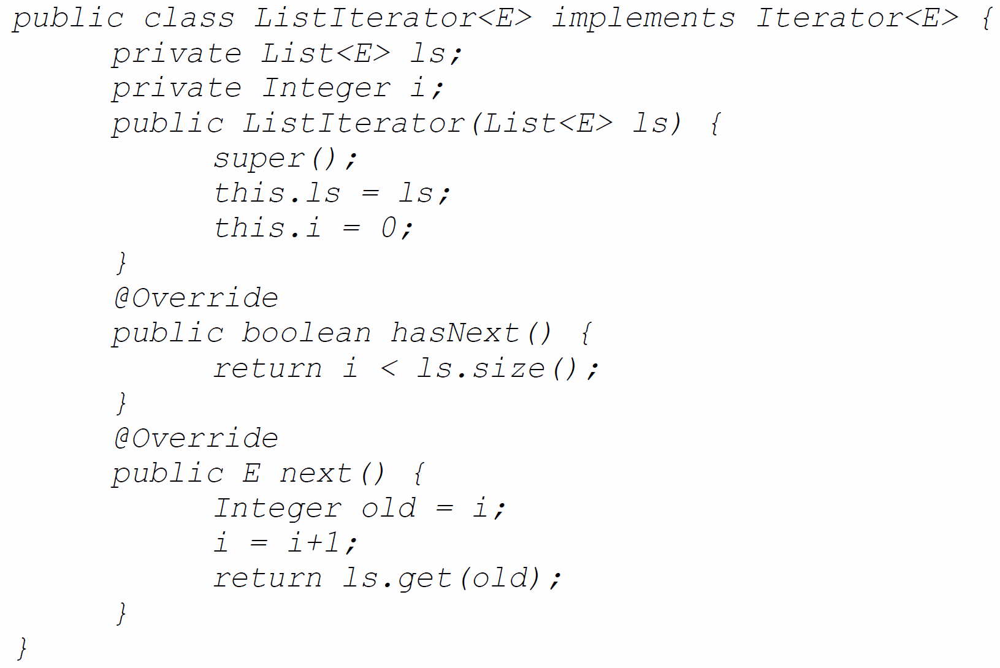 public class ListIterator<E> implements Iterator<E> {
private List<E> ls;
private Integer i;
public ListIterator(List<E> ls) {
super();
this.ls = ls;
this.i = 0;
}
@Override
public boolean hasNext() {
return i < ls.size();
}
@Override
public E next() {
Integer old = i;
i = i+1;
return ls.get(old);
}
}